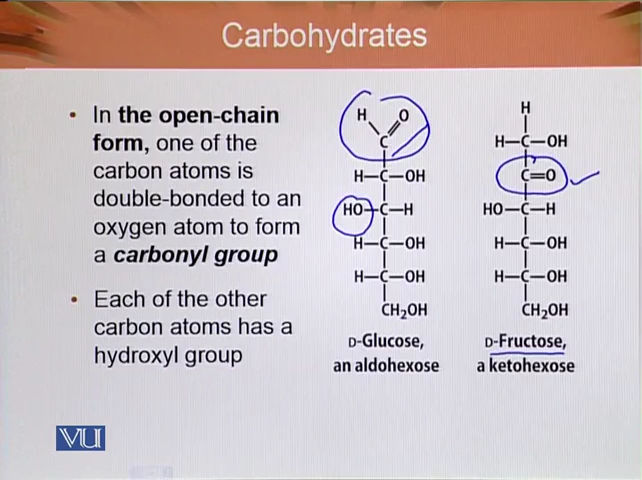 Carbohydrates
• In the open-chain
form, one of the
carbon atoms is
double-bonded to an
oxygen atom to form
a carbonyl group
• Each of the other
carbon atoms has a
hydroxyl group
H O
C
H–C–OH
HO–C–H
H–C–OH
H–C–OH
CH₂OH
D-Glucose,
an aldohexose
H
H–C–OH
C=O
HO–C–H
H–C–OH
H–C–OH
CH₂OH
D-Fructose,
a ketohexose
VU